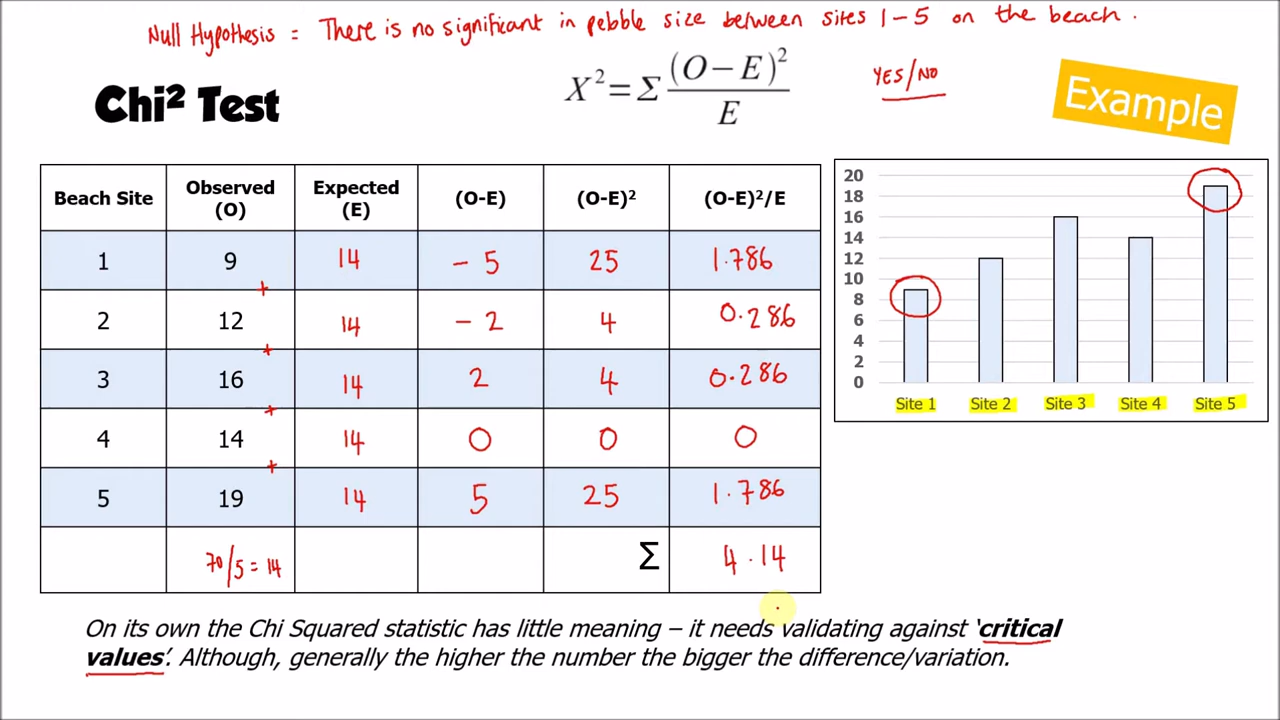 Null Hypothesis = There is no significant in pebble size between sites 1 - 5 on the beach.
Chi² Test
X² = Σ (O − E)² / E
YES/NO
Example
Beach Site Observed (O) Expected (E) (O-E) (O-E)² (O-E)²/E
1 9 14 - 5 25 1.786
+
2 12 14 - 2 4 0.286
+
3 16 14 2 4 0.286
+
4 14 14 0 0 0
+
5 19 14 5 25 1.786
70/5 = 14 Σ 4.14
20
18
16
14
12
10
8
6
4
2
0
Site 1 Site 2 Site 3 Site 4 Site 5
On its own the Chi Squared statistic has little meaning – it needs validating against ‘critical
values’. Although, generally the higher the number the bigger the difference/variation.